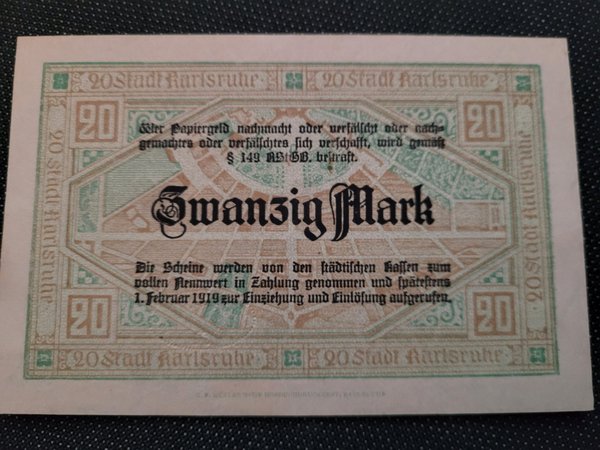 20 Stadt Karlsruhe
20 Stadt Karlsruhe
20
20
Wer Papiergeld nachmacht oder verfälscht oder nach-
gemachtes oder verfälschtes sich verschafft, wird gemäß
§ 149 RStGB. bestraft.
20 Stadt Karlsruhe
20 Stadt Karlsruhe
Zwanzig Mark
Die Scheine werden von den städtischen Kassen zum
vollen Nennwert in Zahlung genommen und spätestens
1. Februar 1919 zur Einziehung und Einlösung aufgerufen.
20
20
20 Stadt Karlsruhe
20 Stadt Karlsruhe